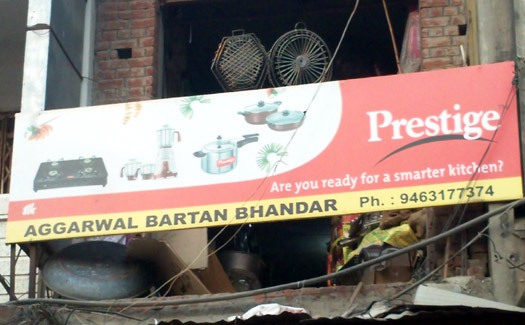 Prestige
Are you ready for a smarter kitchen?
AGGARWAL BARTAN BHANDAR Ph. : 9463177374